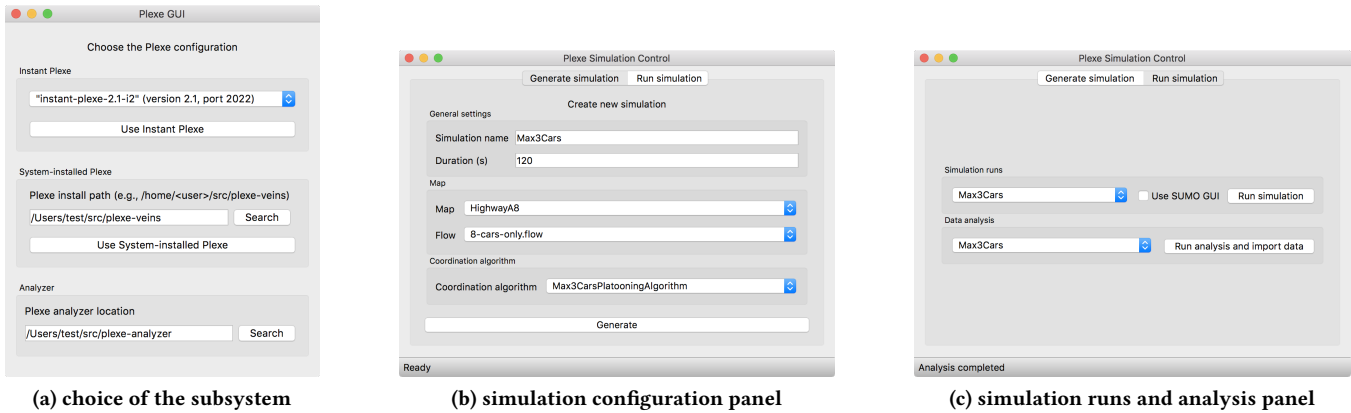 Plexe GUI
Choose the Plexe configuration
Instant Plexe
"instant-plexe-2.1-i2" (version 2.1, port 2022)
Use Instant Plexe
System-installed Plexe
Plexe install path (e.g., /home/<user>/src/plexe-veins)
/Users/test/src/plexe-veins Search
Use System-installed Plexe
Analyzer
Plexe analyzer location
/Users/test/src/plexe-analyzer Search
(a) choice of the subsystem
Plexe Simulation Control
Generate simulation Run simulation
Create new simulation
General settings
Simulation name Max3Cars
Duration (s) 120
Map
Map HighwayA8
Flow 8-cars-only.flow
Coordination algorithm
Coordination algorithm Max3CarsPlatooningAlgorithm
Generate
Ready
(b) simulation configuration panel
Plexe Simulation Control
Generate simulation Run simulation
Simulation runs
Max3Cars Use SUMO GUI Run simulation
Data analysis
Max3Cars Run analysis and import data
Analysis completed
(c) simulation runs and analysis panel